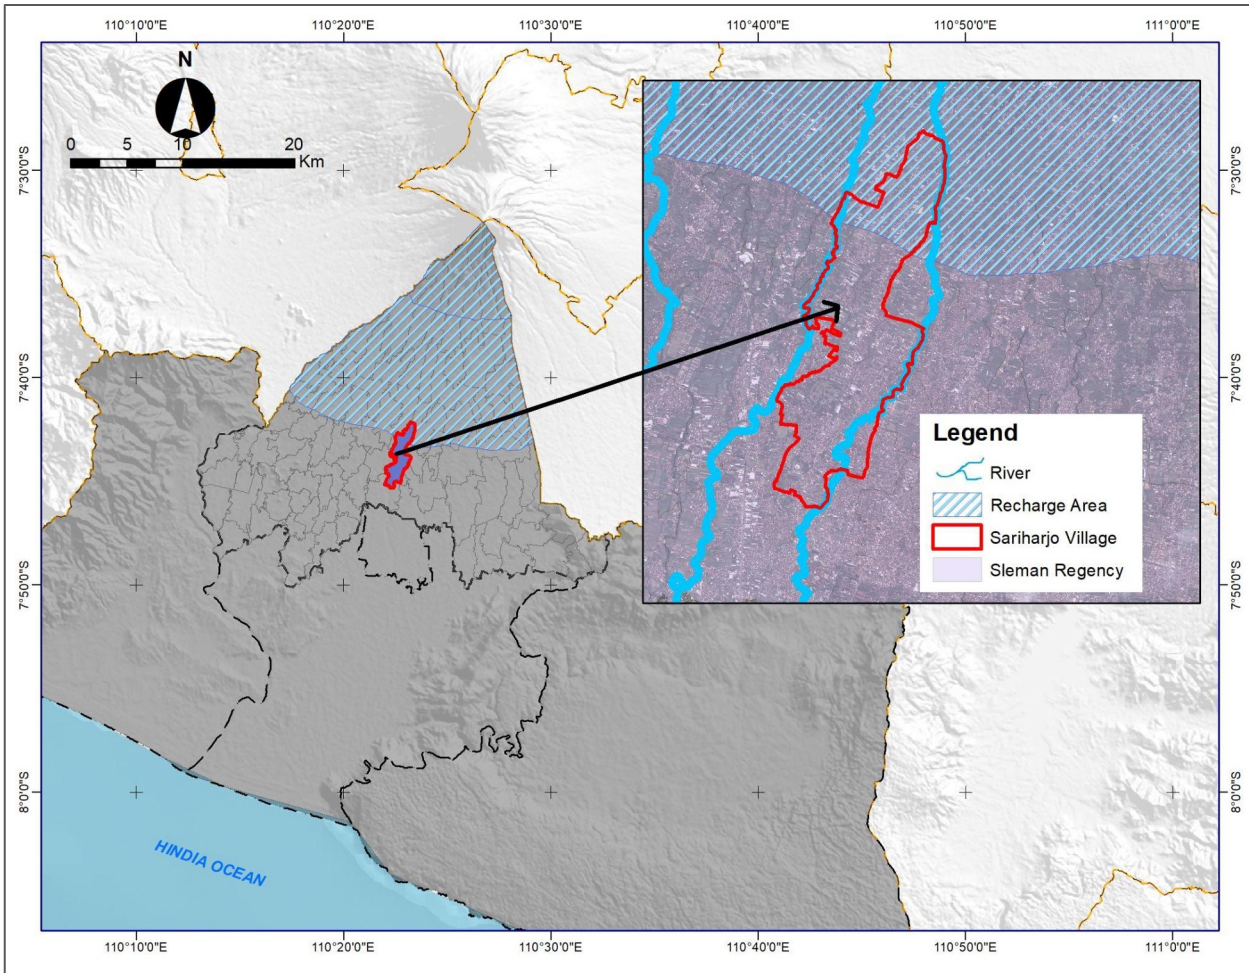 110°10'0"E
110°20'0"E
110°30'0"E
110°40'0"E
110°50'0"E
111°0'0"E
N
0
5
10
20
Km
7°30'0"S
7°30'0"S
7°40'0"S
7°40'0"S
Legend
River
Recharge Area
Sariharjo Village
Sleman Regency
7°50'0"S
7°50'0"S
8°0'0"S
8°0'0"S
HINDIA OCEAN
110°10'0"E
110°20'0"E
110°30'0"E
110°40'0"E
110°50'0"E
111°0'0"E